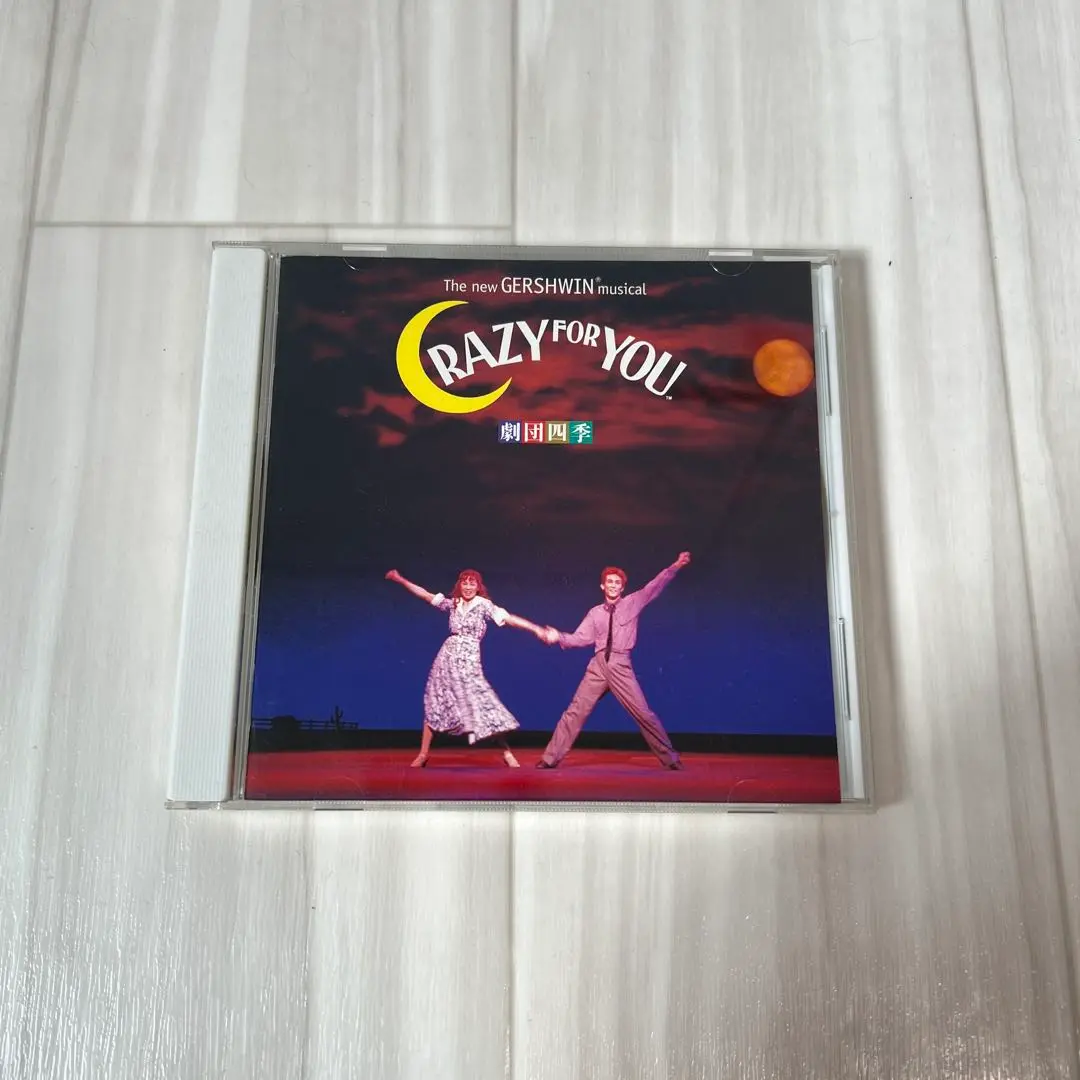 The new GERSHWIN® musical
CRAZY FOR YOU™
劇団四季